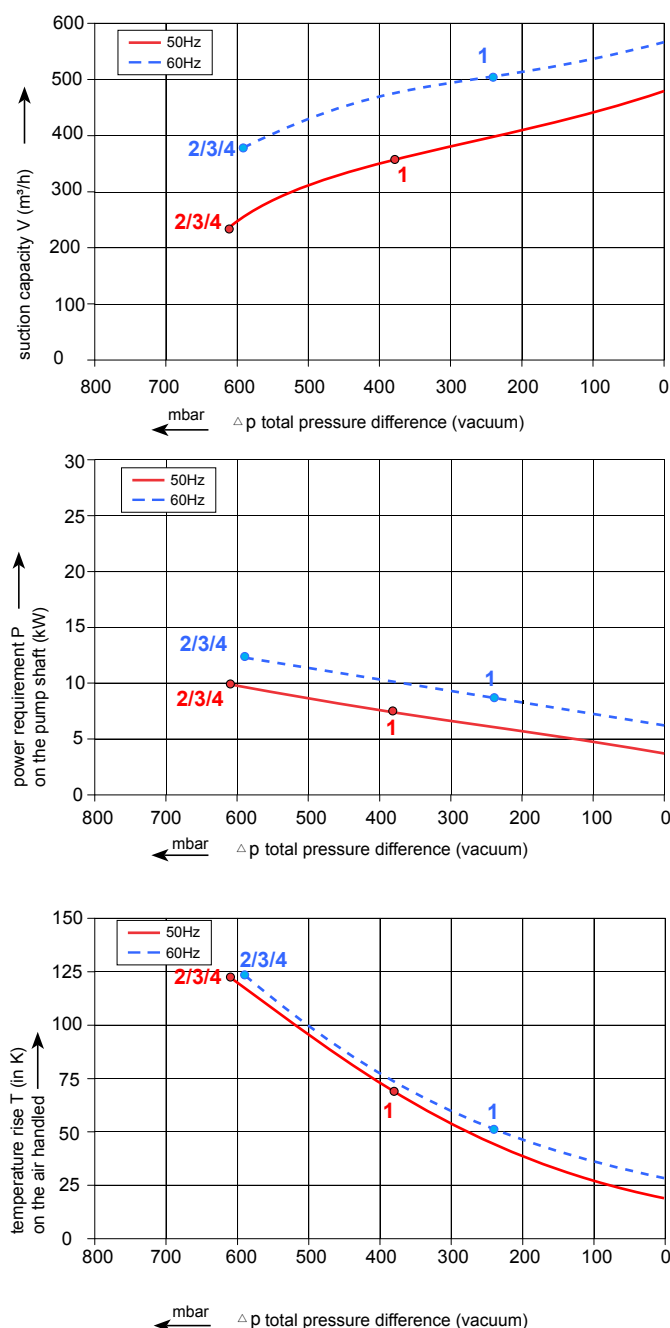 600
500
400
300
200
100
0
suction capacity V (m³/h)
50Hz
60Hz
1
2/3/4
1
2/3/4
800 700 600 500 400 300 200 100 0
mbar
△p total pressure difference (vacuum)
30
25
20
15
10
5
0
power requirement P
on the pump shaft (kW)
50Hz
60Hz
2/3/4
2/3/4
1
1
800 700 600 500 400 300 200 100 0
mbar
△p total pressure difference (vacuum)
150
125
100
75
50
25
0
temperature rise T (in K)
on the air handled
50Hz
60Hz
2/3/4
2/3/4
1
1
800 700 600 500 400 300 200 100 0
mbar
△p total pressure difference (vacuum)